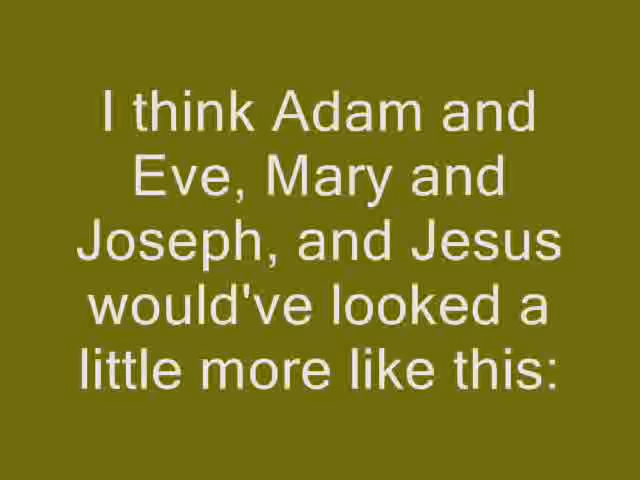 I think Adam and
Eve, Mary and
Joseph, and Jesus
would've looked a
little more like this: